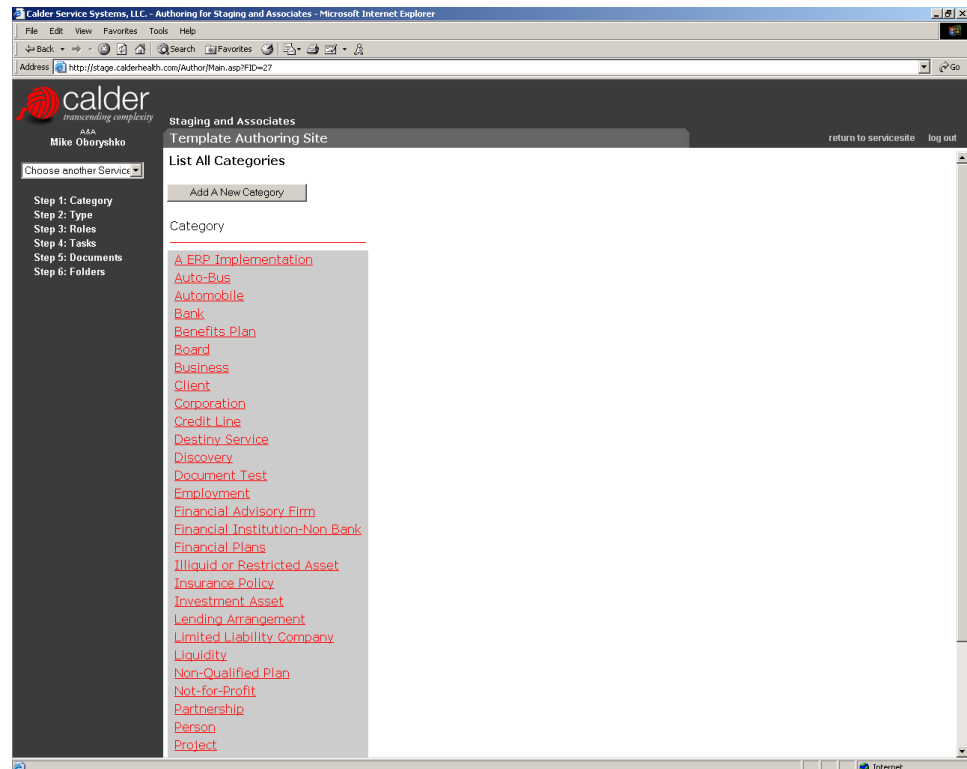 Calder Service Systems, LLC. - Authoring for Staging and Associates - Microsoft Internet Explorer
File Edit View Favorites Tools Help
Back Search Favorites
Address http://stage.calderhealth.com/Author/Main.asp?FID=27 Go
calder
transcending complexity
A&A
Mike Oboryshko
Staging and Associates
Template Authoring Site
return to servicesite log out
Choose another Service
Step 1: Category
Step 2: Type
Step 3: Roles
Step 4: Tasks
Step 5: Documents
Step 6: Folders
List All Categories
Add A New Category
Category
A ERP Implementation
Auto-Bus
Automobile
Bank
Benefits Plan
Board
Business
Client
Corporation
Credit Line
Destiny Service
Discovery
Document Test
Employment
Financial Advisory Firm
Financial Institution-Non Bank
Financial Plans
Illiquid or Restricted Asset
Insurance Policy
Investment Asset
Lending Arrangement
Limited Liability Company
Liquidity
Non-Qualified Plan
Not-for-Profit
Partnership
Person
Project
Internet